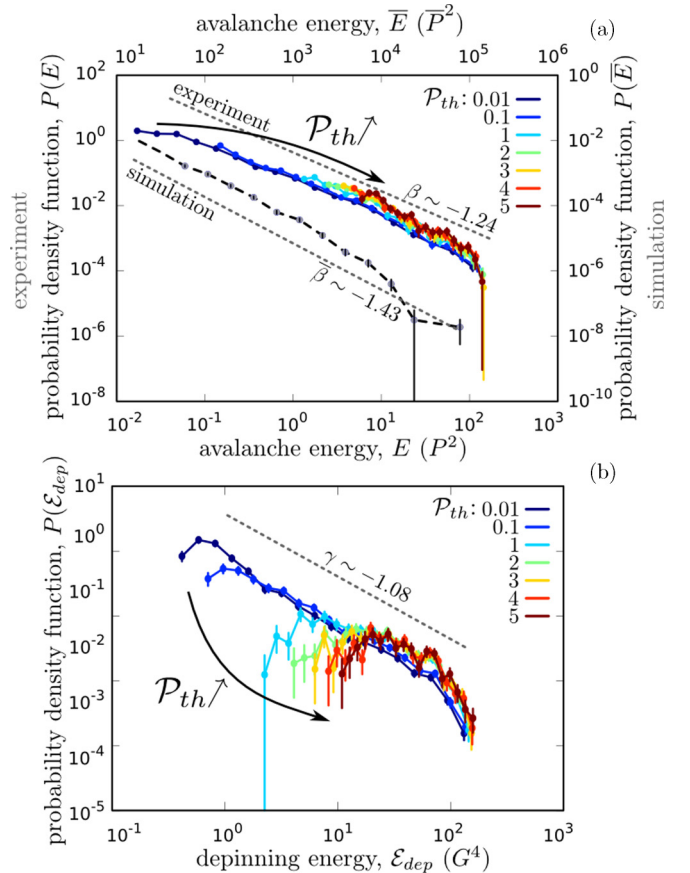 avalanche energy, E̅ (P̅²)
(a)
10¹ 10² 10³ 10⁴ 10⁵ 10⁶
experiment
probability density function, P(E)
10²
10⁰
10⁻²
10⁻⁴
10⁻⁶
10⁻⁸
experiment
𝒫th↗
𝒫th: 0.01
0.1
1
2
3
4
5
β ~ −1.24
simulation
β̅ ~ −1.43
10⁰
10⁻²
10⁻⁴
10⁻⁶
10⁻⁸
10⁻¹⁰
probability density function, P(E̅)
simulation
10⁻² 10⁻¹ 10⁰ 10¹ 10² 10³
avalanche energy, E (P²)
(b)
probability density function, P(ℰdep)
10¹
10⁰
10⁻¹
10⁻²
10⁻³
10⁻⁴
10⁻⁵
𝒫th: 0.01
0.1
1
2
3
4
5
γ ~ −1.08
𝒫th↗
10⁻¹ 10⁰ 10¹ 10² 10³
depinning energy, ℰdep (G⁴)